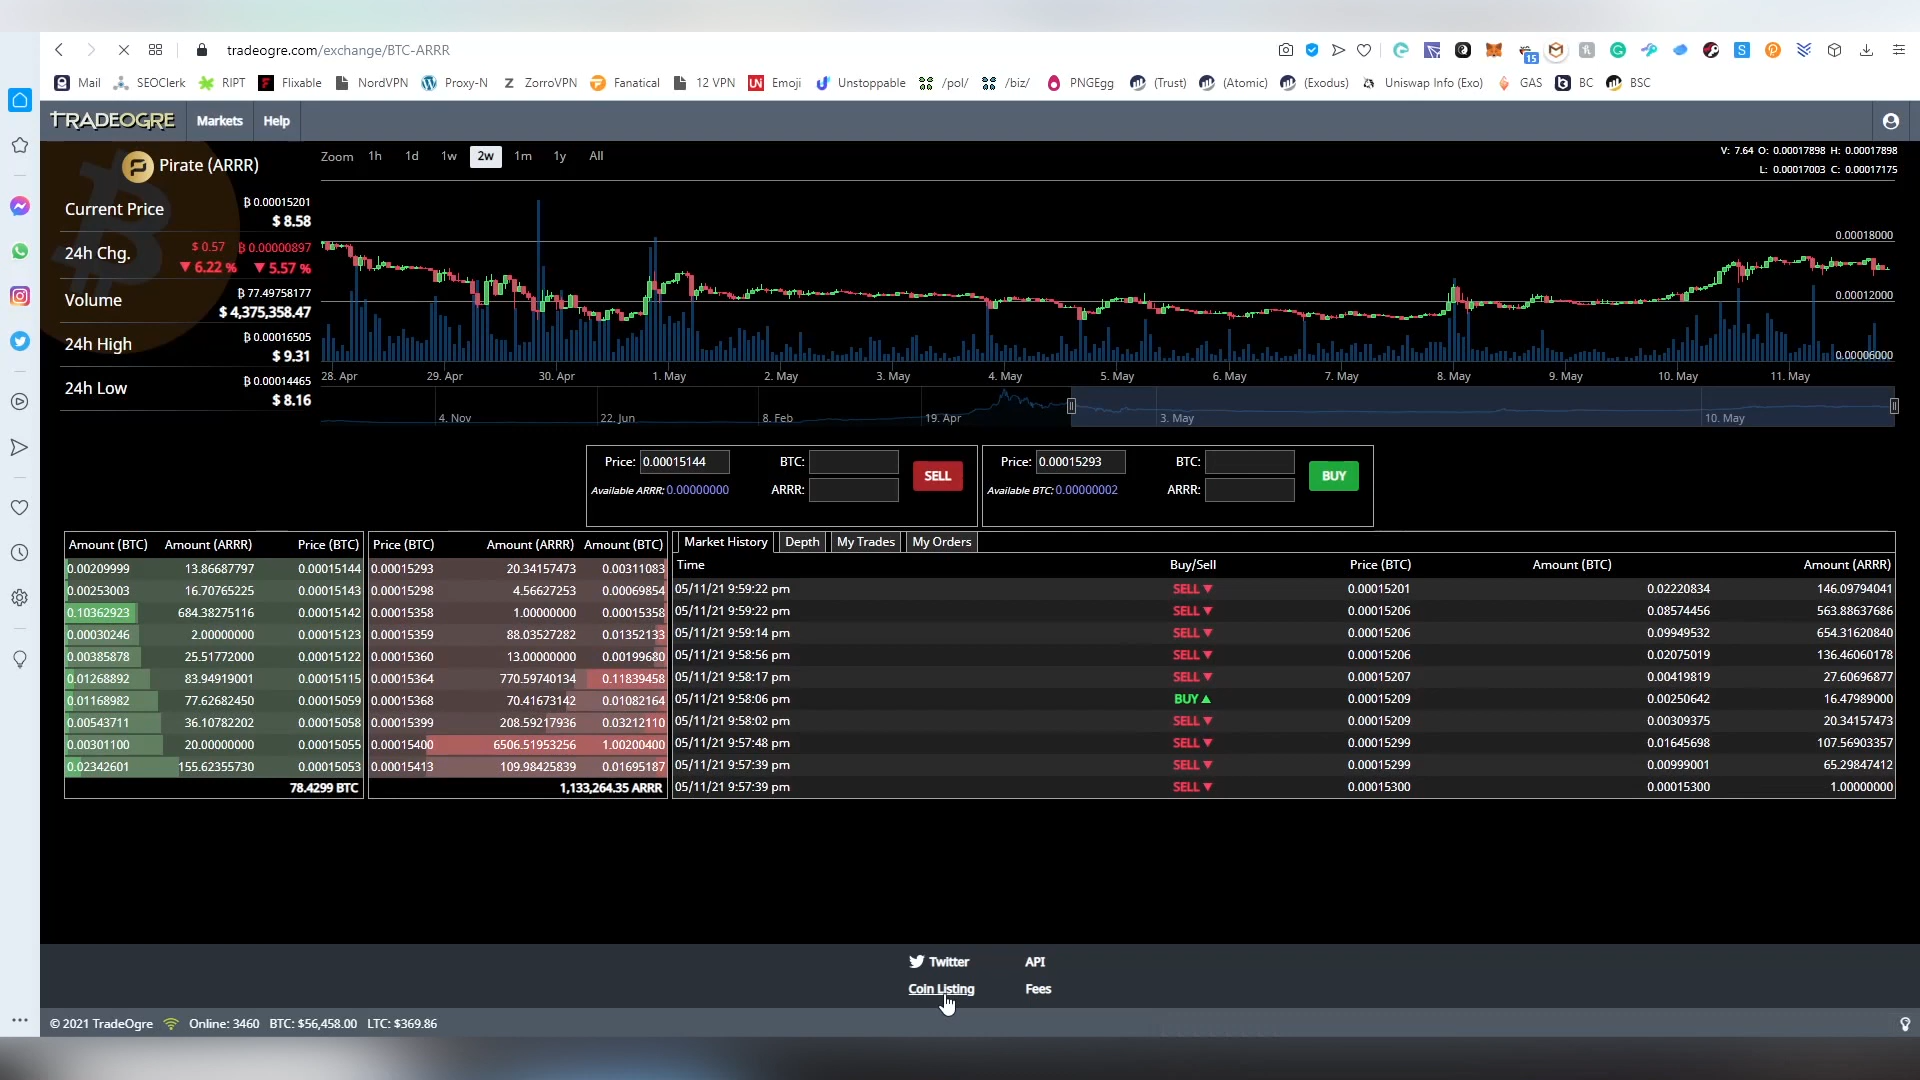 tradeogre.com/exchange/BTC-ARRR
15
Mail SEOClerk RIPT Flixable NordVPN Proxy-N ZorroVPN Fanatical 12 VPN Emoji Unstoppable /pol/ /biz/ PNGEgg (Trust) (Atomic) (Exodus) Uniswap Info (Exo) GAS BC BSC
TRADEOGRE Markets Help
Pirate (ARRR)
Zoom 1h 1d 1w 2w 1m 1y All
V: 7.64 O: 0.00017898 H: 0.00017898
L: 0.00017003 C: 0.00017175
Current Price ₿ 0.00015201
$ 8.58
24h Chg. $ 0.57 ₿ 0.00000897
▼ 6.22 % ▼ 5.57 %
Volume ₿ 77.49758177
$ 4,375,358.47
24h High ₿ 0.00016505
$ 9.31
24h Low ₿ 0.00014465
$ 8.16
0.00018000
0.00012000
0.00006000
28. Apr 29. Apr 30. Apr 1. May 2. May 3. May 4. May 5. May 6. May 7. May 8. May 9. May 10. May 11. May
4. Nov 22. Jun 8. Feb 19. Apr 3. May 10. May
Price: 0.00015144 BTC: SELL
Available ARRR: 0.00000000 ARRR:
Price: 0.00015293 BTC: BUY
Available BTC: 0.00000002 ARRR:
Amount (BTC) Amount (ARRR) Price (BTC)
0.00209999 13.86687797 0.00015144
0.00253003 16.70765225 0.00015143
0.10362923 684.38275116 0.00015142
0.00030246 2.00000000 0.00015123
0.00385878 25.51772000 0.00015122
0.01268892 83.94919001 0.00015115
0.01168982 77.62682450 0.00015059
0.00543711 36.10782202 0.00015058
0.00301100 20.00000000 0.00015055
0.02342601 155.62355730 0.00015053
78.4299 BTC
Price (BTC) Amount (ARRR) Amount (BTC)
0.00015293 20.34157473 0.00311083
0.00015298 4.56627253 0.00069854
0.00015358 1.00000000 0.00015358
0.00015359 88.03527282 0.01352133
0.00015360 13.00000000 0.00199680
0.00015364 770.59740134 0.11839458
0.00015368 70.41673142 0.01082164
0.00015399 208.59217936 0.03212110
0.00015400 6506.51953256 1.00200400
0.00015413 109.98425839 0.01695187
1,133,264.35 ARRR
Market History Depth My Trades My Orders
Time Buy/Sell Price (BTC) Amount (BTC) Amount (ARRR)
05/11/21 9:59:22 pm SELL ▼ 0.00015201 0.02220834 146.09794041
05/11/21 9:59:22 pm SELL ▼ 0.00015206 0.08574456 563.88637686
05/11/21 9:59:14 pm SELL ▼ 0.00015206 0.09949532 654.31620840
05/11/21 9:58:56 pm SELL ▼ 0.00015206 0.02075019 136.46060178
05/11/21 9:58:17 pm SELL ▼ 0.00015207 0.00419819 27.60696877
05/11/21 9:58:06 pm BUY ▲ 0.00015209 0.00250642 16.47989000
05/11/21 9:58:02 pm SELL ▼ 0.00015209 0.00309375 20.34157473
05/11/21 9:57:48 pm SELL ▼ 0.00015299 0.01645698 107.56903357
05/11/21 9:57:39 pm SELL ▼ 0.00015299 0.00999001 65.29847412
05/11/21 9:57:39 pm SELL ▼ 0.00015300 0.00015300 1.00000000
Twitter API
Coin Listing Fees
© 2021 TradeOgre Online: 3460 BTC: $56,458.00 LTC: $369.86